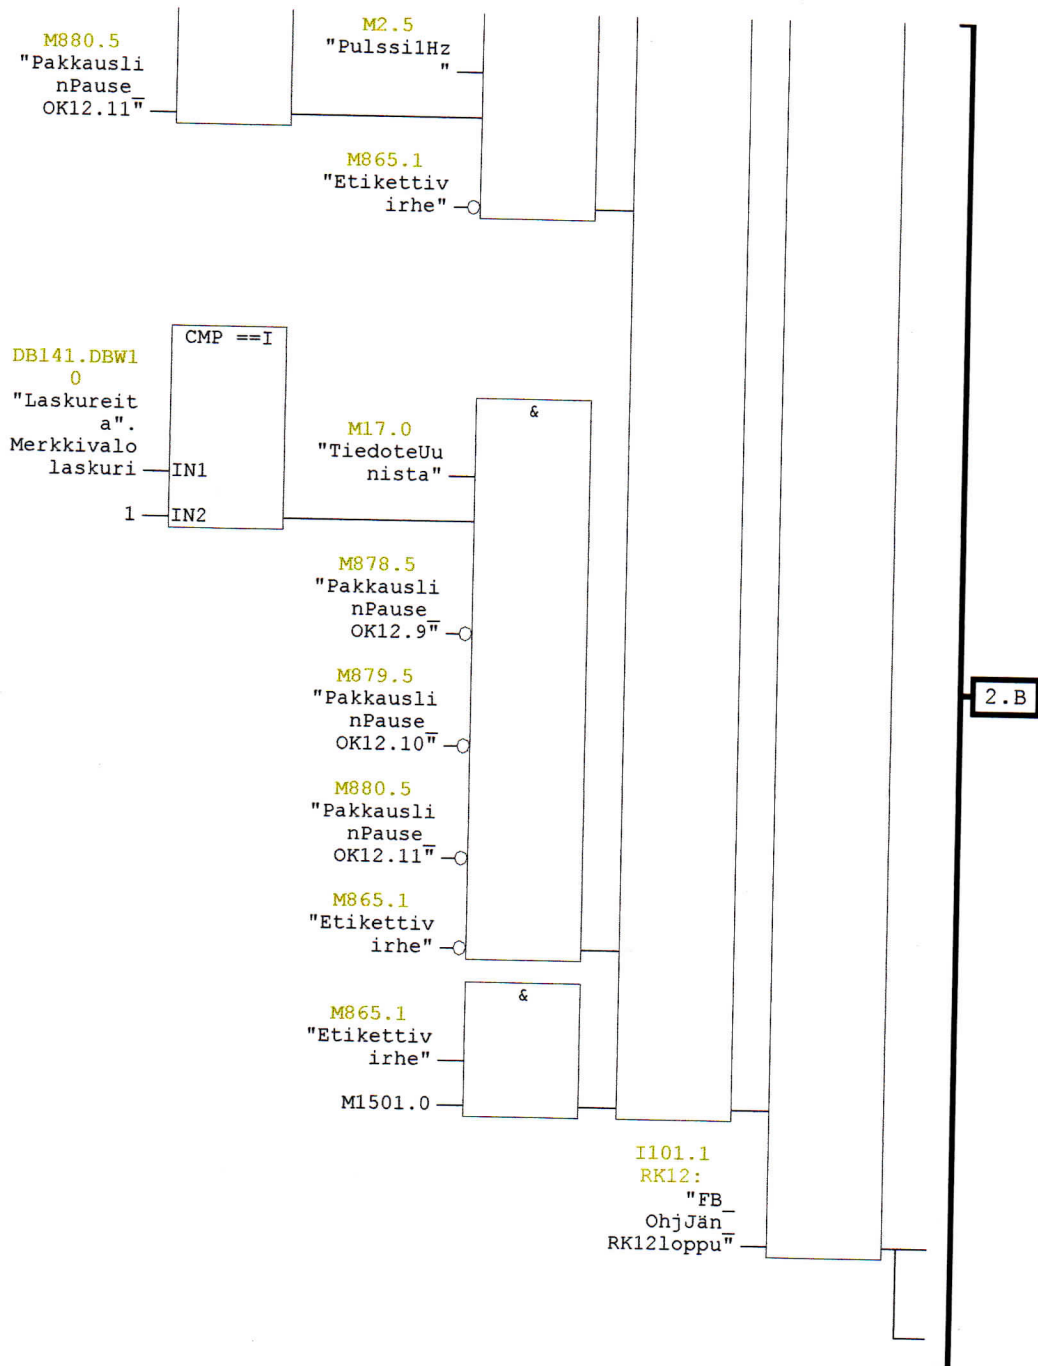 M880.5
"Pakkausli
nPause_
OK12.11"
M2.5
"Pulssi1Hz
"
M865.1
"Etikettiv
irhe"
CMP ==I
DB141.DBW1
0
"Laskureit
a".
Merkkivalo
laskuri
IN1
1
IN2
&
M17.0
"TiedoteUu
nista"
M878.5
"Pakkausli
nPause_
OK12.9"
M879.5
"Pakkausli
nPause_
OK12.10"
M880.5
"Pakkausli
nPause_
OK12.11"
M865.1
"Etikettiv
irhe"
&
M865.1
"Etikettiv
irhe"
M1501.0
I101.1
RK12:
"FB_
OhjJän_
RK12loppu"
2.B